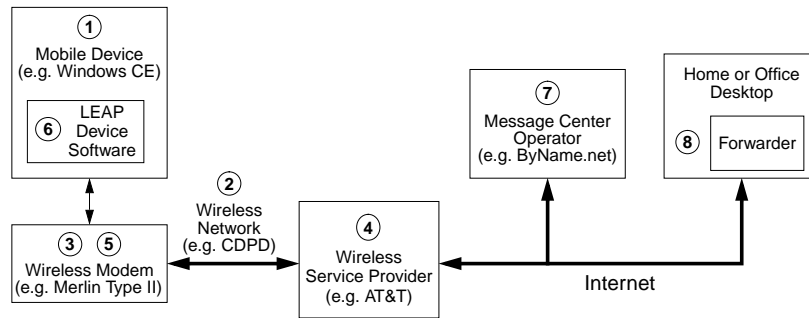 1
Mobile Device
(e.g. Windows CE)
6
LEAP
Device
Software
2
Wireless
Network
(e.g. CDPD)
3 5
Wireless Modem
(e.g. Merlin Type II)
4
Wireless
Service Provider
(e.g. AT&T)
7
Message Center
Operator
(e.g. ByName.net)
Home or Office
Desktop
8
Forwarder
Internet